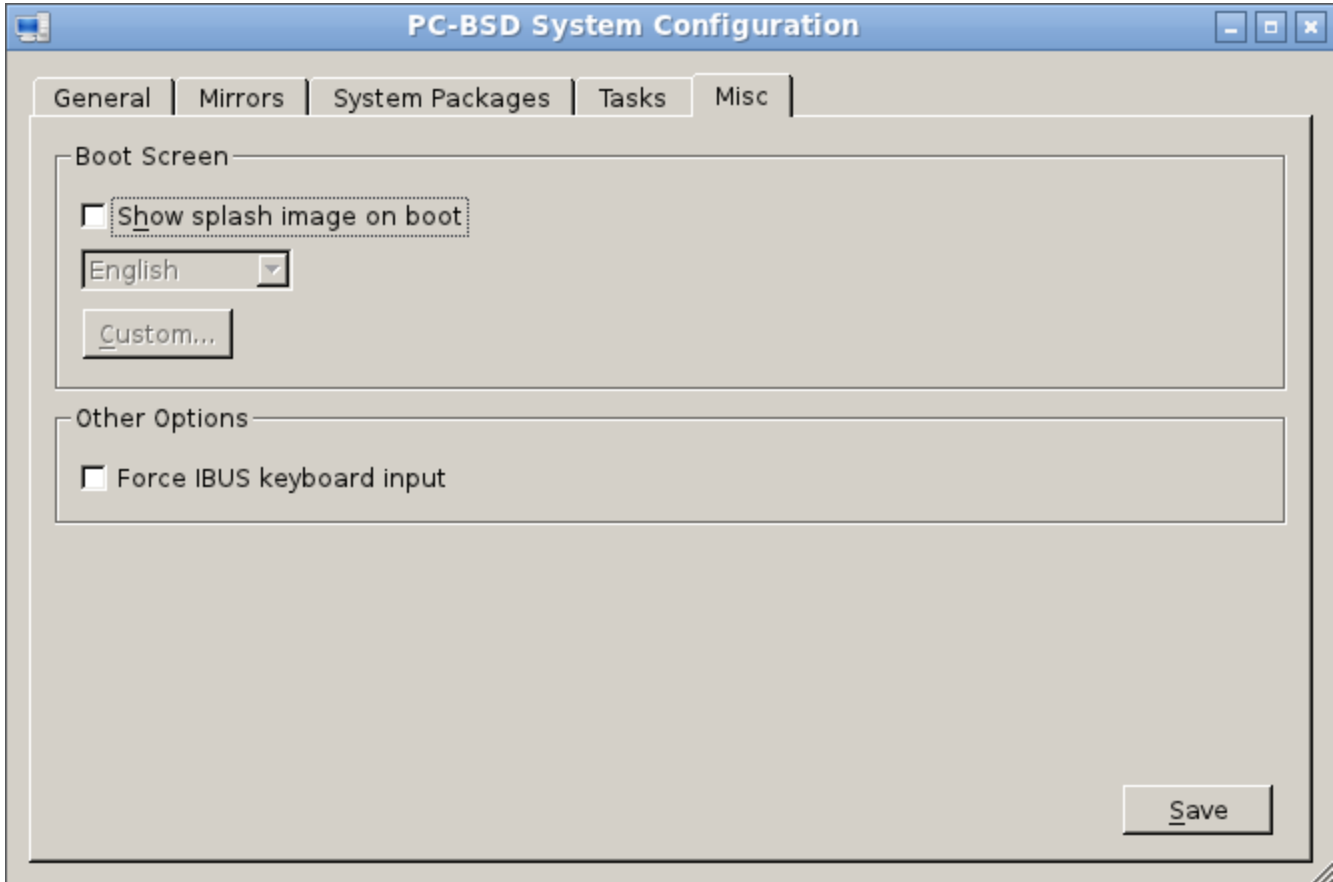 PC-BSD System Configuration
General Mirrors System Packages Tasks Misc
Boot Screen
Show splash image on boot
English
Custom...
Other Options
Force IBUS keyboard input
Save